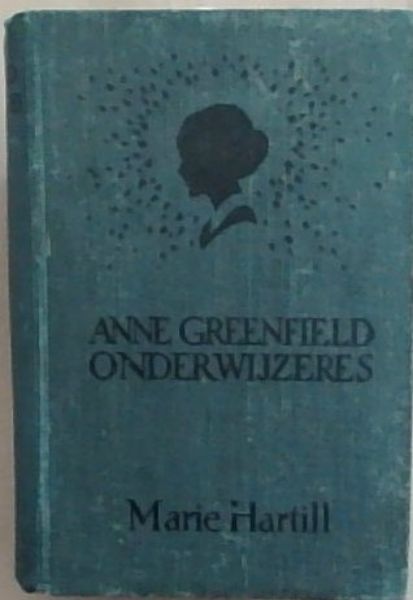 ANNE GREENFIELD
ONDERWIJZERES
Marie Hartill